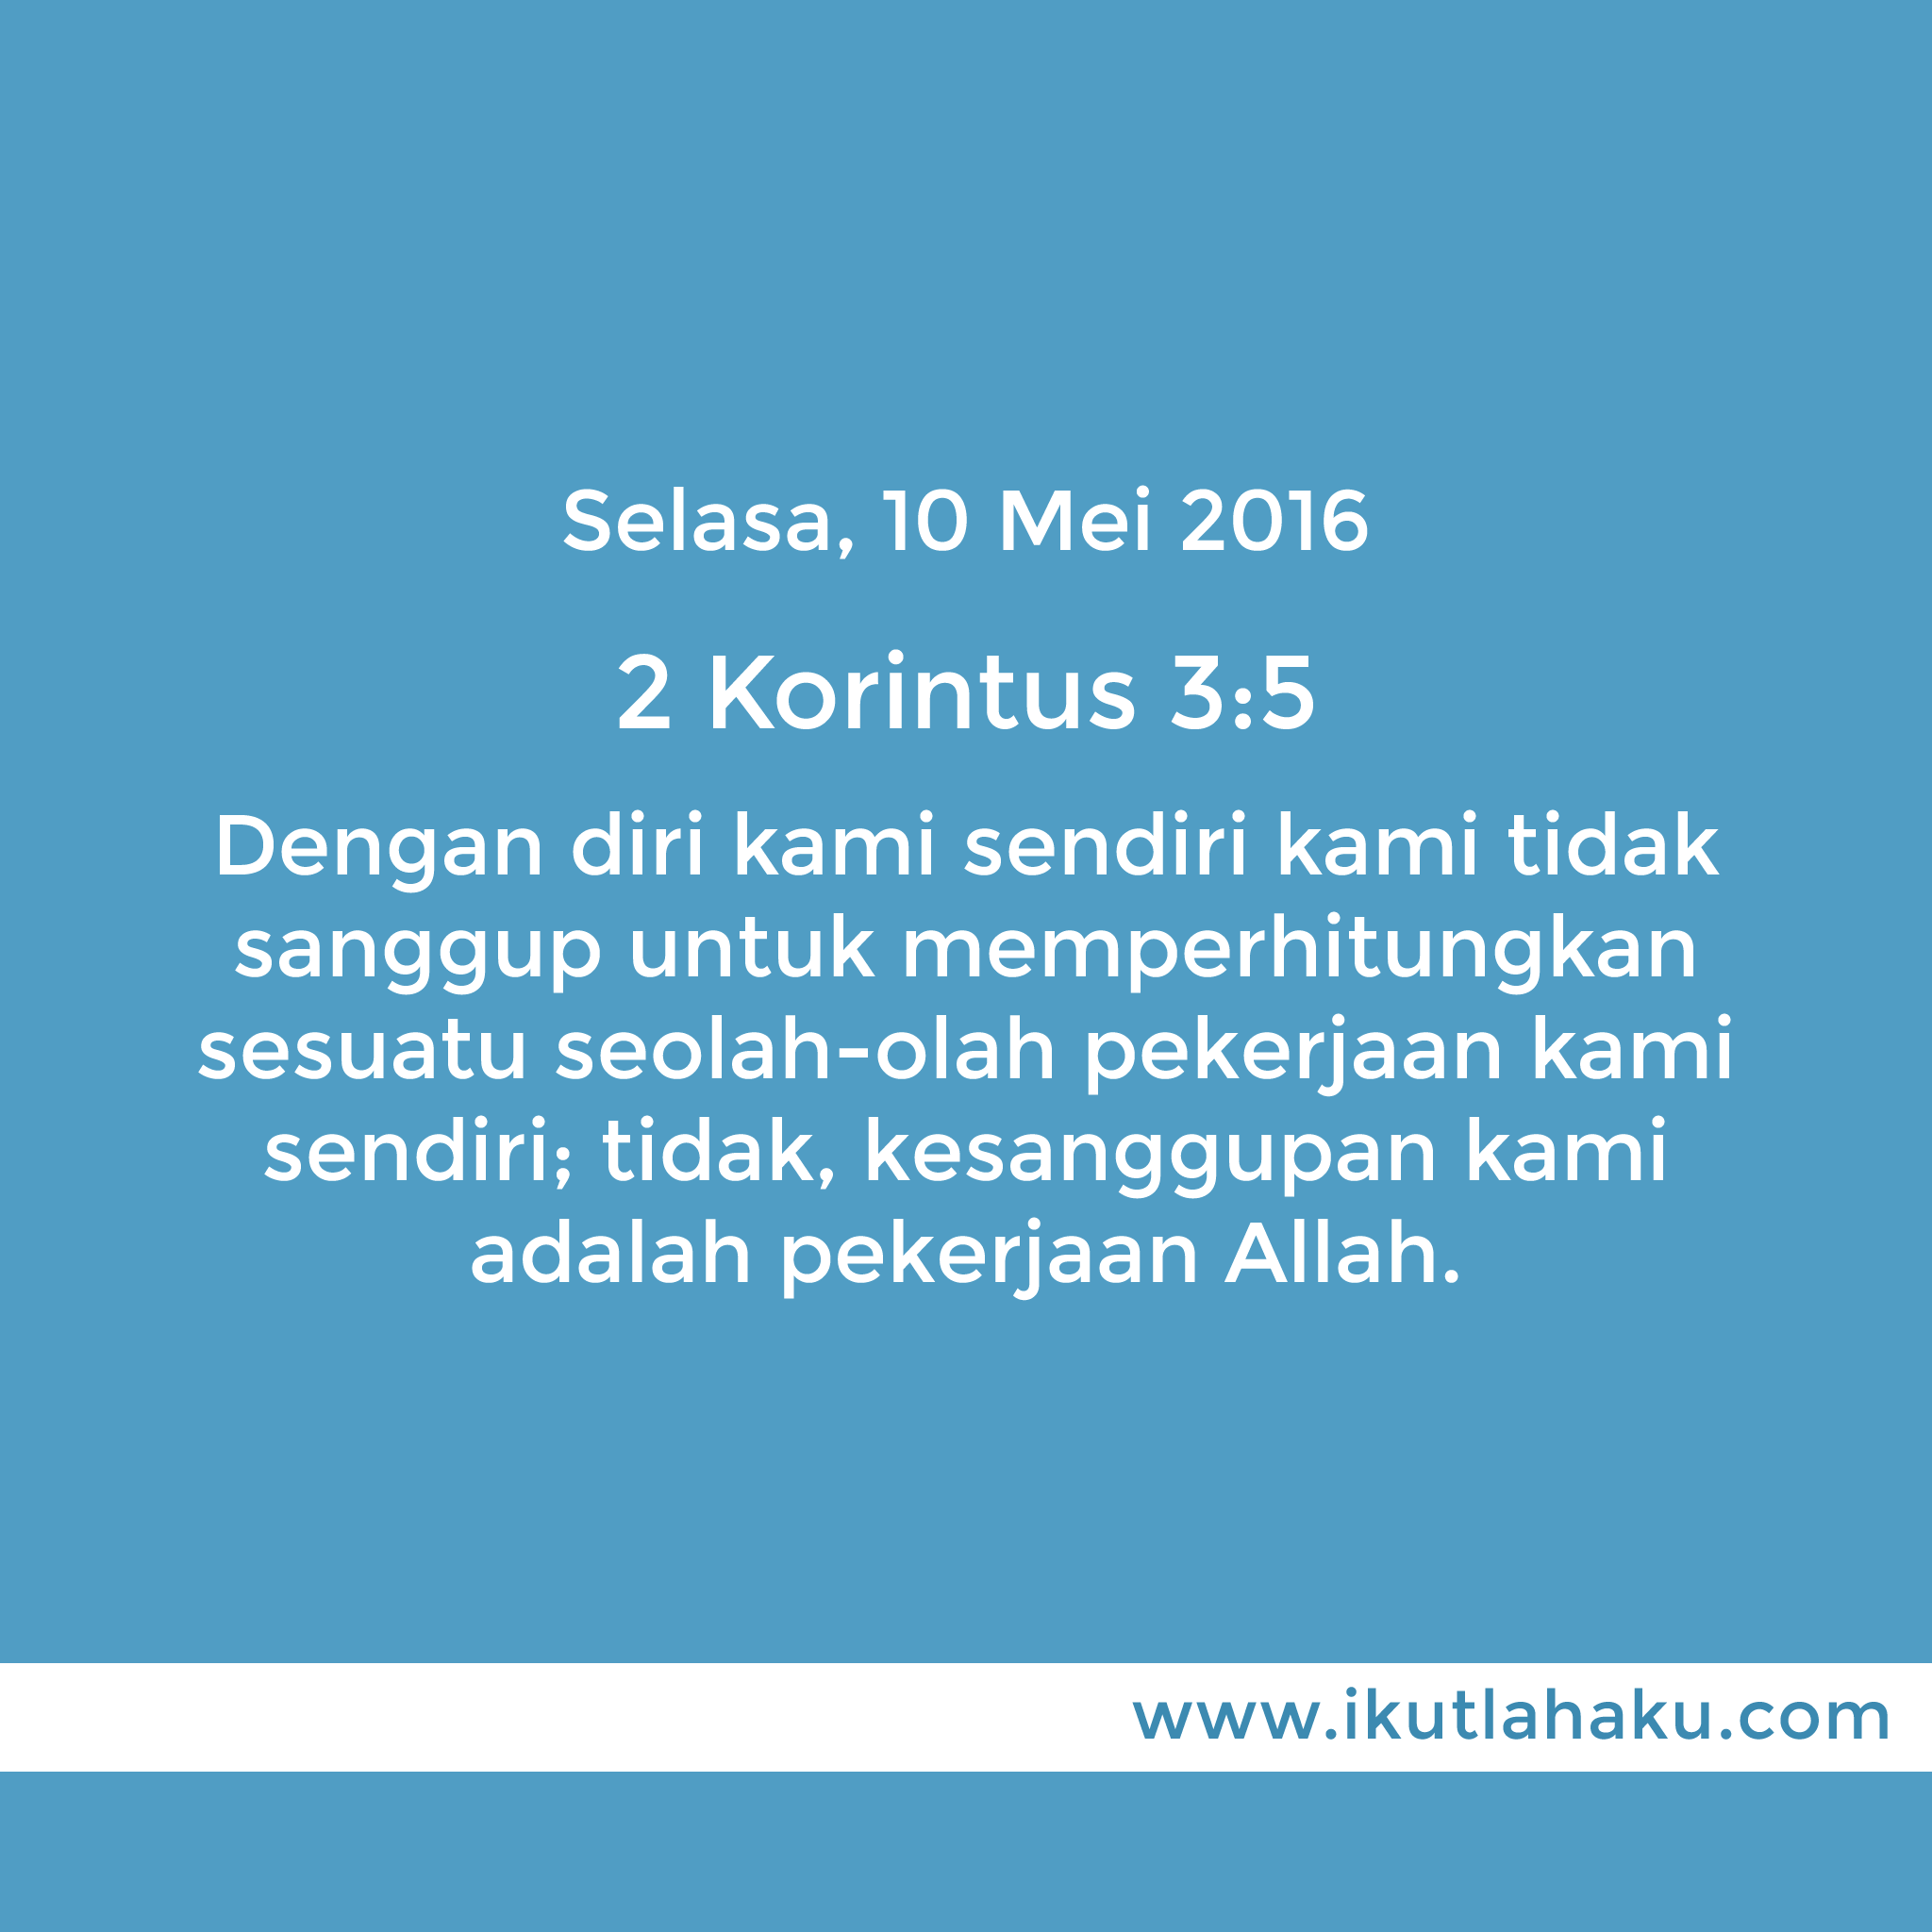 Selasa, 10 Mei 2016
2 Korintus 3:5
Dengan diri kami sendiri kami tidak
sanggup untuk memperhitungkan
sesuatu seolah-olah pekerjaan kami
sendiri; tidak, kesanggupan kami
adalah pekerjaan Allah.
www.ikutlahaku.com